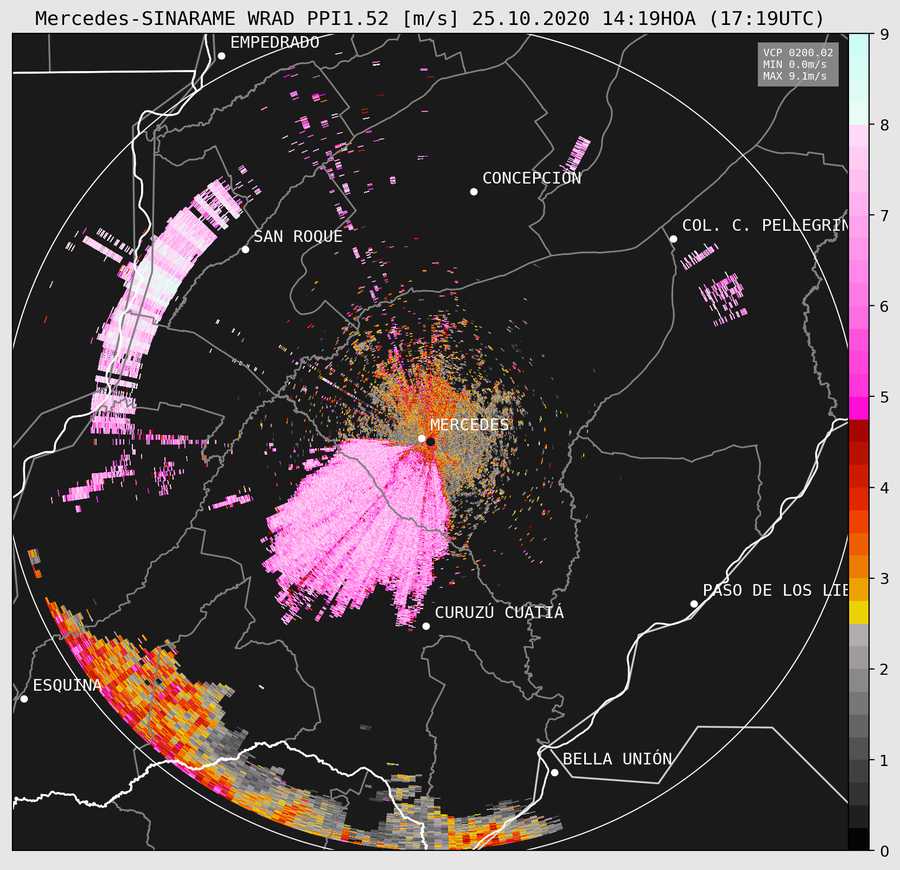 Mercedes-SINARAME WRAD PPI1.52 [m/s] 25.10.2020 14:19HOA (17:19UTC)
EMPEDRADO
VCP 0200.02
MIN 0.0m/s
MAX 9.1m/s
CONCEPCIÓN
SAN ROQUE
COL. C. PELLEGRIN
MERCEDES
CURUZÚ CUATIÁ
PASO DE LOS LIE
ESQUINA
BELLA UNIÓN
9
8
7
6
5
4
3
2
1
0